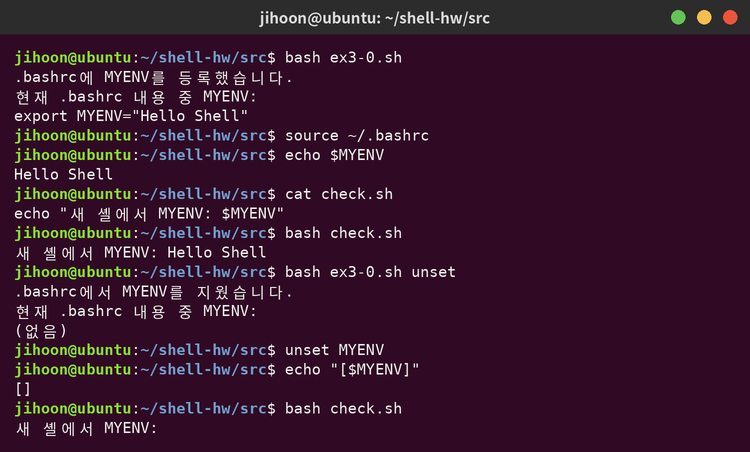 jihoon@ubuntu: ~/shell-hw/src
jihoon@ubuntu:~/shell-hw/src$ bash ex3-0.sh
.bashrc에 MYENV를 등록했습니다.
현재 .bashrc 내용 중 MYENV:
export MYENV="Hello Shell"
jihoon@ubuntu:~/shell-hw/src$ source ~/.bashrc
jihoon@ubuntu:~/shell-hw/src$ echo $MYENV
Hello Shell
jihoon@ubuntu:~/shell-hw/src$ cat check.sh
echo "새 셸에서 MYENV: $MYENV"
jihoon@ubuntu:~/shell-hw/src$ bash check.sh
새 셸에서 MYENV: Hello Shell
jihoon@ubuntu:~/shell-hw/src$ bash ex3-0.sh unset
.bashrc에서 MYENV를 지웠습니다.
현재 .bashrc 내용 중 MYENV:
(없음)
jihoon@ubuntu:~/shell-hw/src$ unset MYENV
jihoon@ubuntu:~/shell-hw/src$ echo "[$MYENV]"
[]
jihoon@ubuntu:~/shell-hw/src$ bash check.sh
새 셸에서 MYENV: